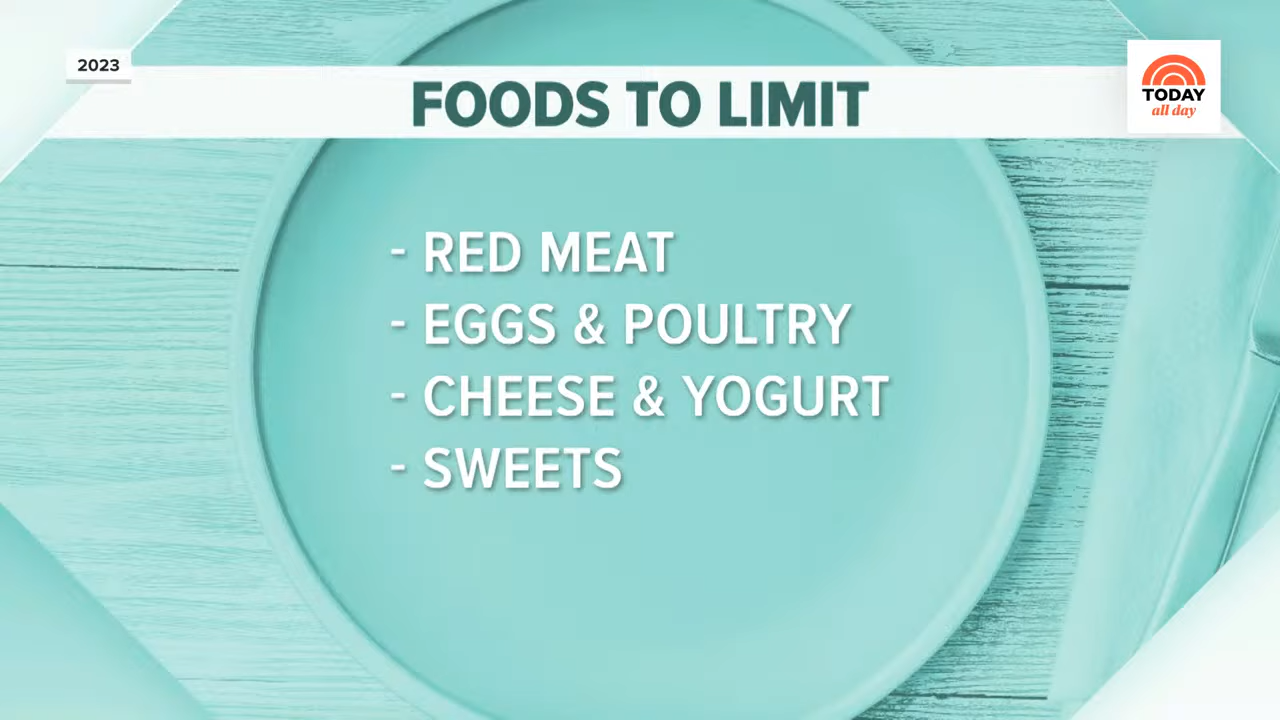 2023
FOODS TO LIMIT
TODAY
all day
- RED MEAT
- EGGS & POULTRY
- CHEESE & YOGURT
- SWEETS